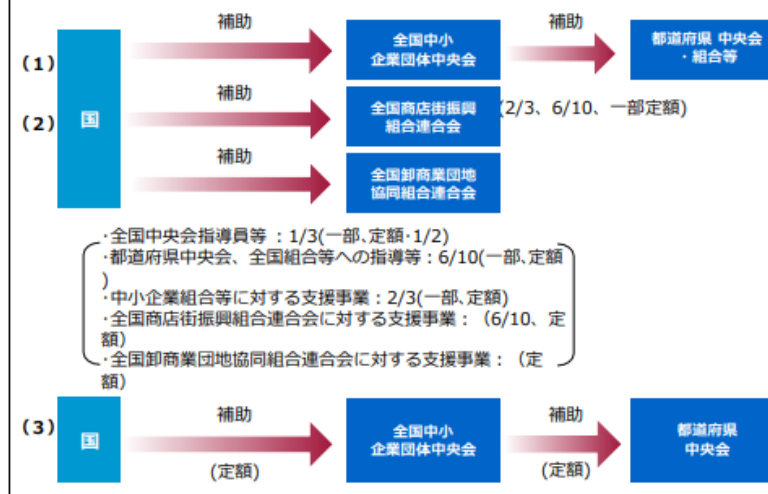 補助
補助
(1)
全国中小
企業団体中央会
都道府県 中央会
・組合等
補助
(2)
国
全国商店街振興
組合連合会
(2/3、6/10、一部定額)
補助
全国卸商業団地
協同組合連合会
・全国中央会指導員等：1/3(一部、定額・1/2)
・都道府県中央会、全国組合等への指導等：6/10(一部、定額
)
・中小企業組合等に対する支援事業：2/3(一部、定額)
・全国商店街振興組合連合会に対する支援事業：（6/10、定
額)
・全国卸商業団地協同組合連合会に対する支援事業：（定
額)
(3)
国
補助
(定額)
全国中小
企業団体中央会
補助
(定額)
都道府県
中央会